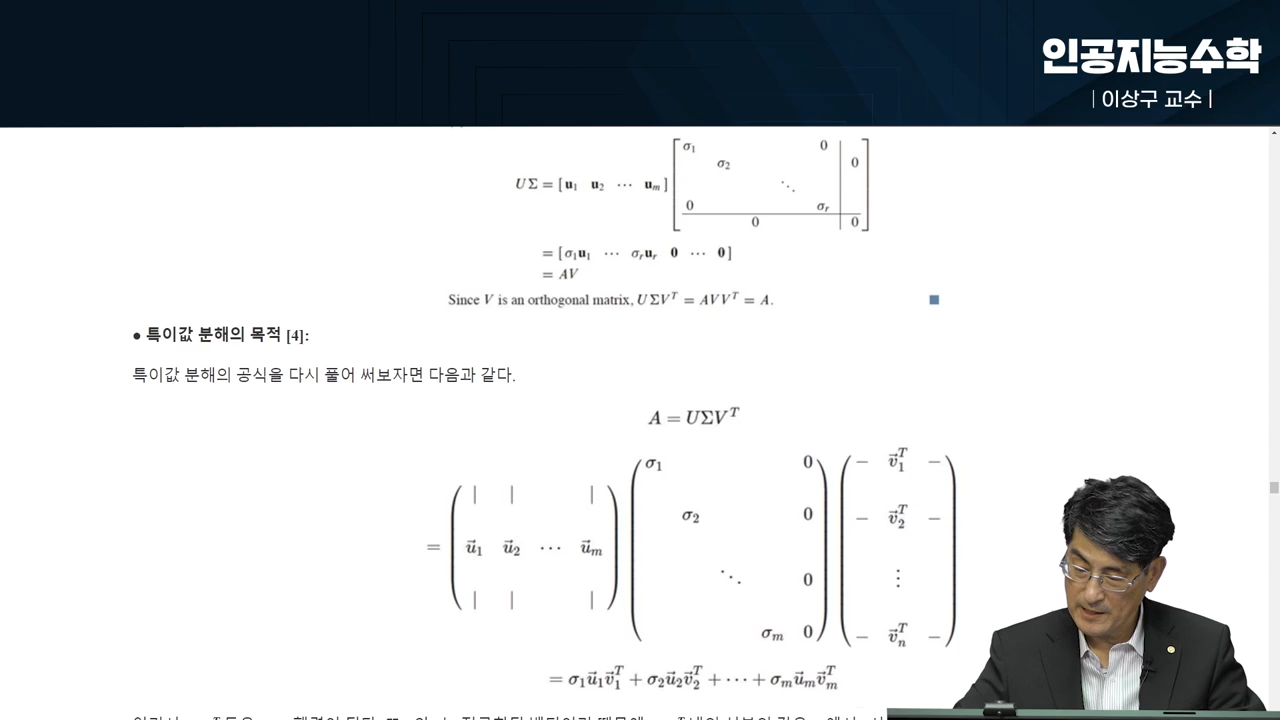 인공지능수학
| 이상구 교수 |
UΣ = [ u₁ u₂ ⋯ uₘ ] [ σ₁ 0 0
σ₂
⋱
0 σᵣ
0 0 ]
= [ σ₁u₁ ⋯ σᵣuᵣ 0 ⋯ 0 ]
= AV
Since V is an orthogonal matrix, UΣVᵀ = AVVᵀ = A. ■
● 특이값 분해의 목적 [4]:
특이값 분해의 공식을 다시 풀어 써보자면 다음과 같다.
A = UΣVᵀ
= ( | | | ; u⃗₁ u⃗₂ ⋯ u⃗ₘ ; | | | ) ( σ₁ 0 ; σ₂ 0 ; ⋱ 0 ; σₘ 0 ) ( − v⃗₁ᵀ − ; − v⃗₂ᵀ − ; ⋮ ; − v⃗ₙᵀ − )
= σ₁u⃗₁v⃗₁ᵀ + σ₂u⃗₂v⃗₂ᵀ + ⋯ + σₘu⃗ₘv⃗ₘᵀ